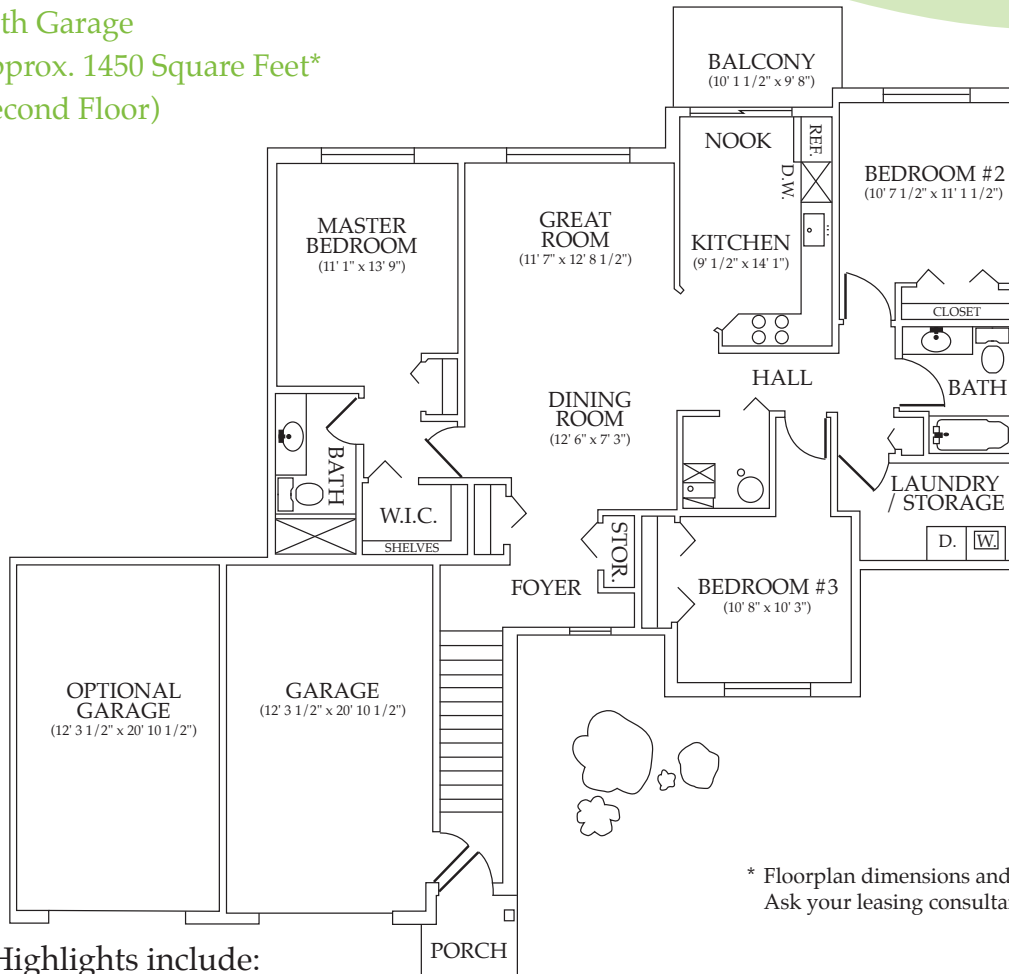 th Garage
pprox. 1450 Square Feet*
econd Floor)
BALCONY
(10' 1 1/2" x 9' 8")
NOOK
REF.
D.W.
BEDROOM #2
(10' 7 1/2" x 11' 1 1/2")
MASTER
BEDROOM
(11' 1" x 13' 9")
GREAT
ROOM
(11' 7" x 12' 8 1/2")
KITCHEN
(9' 1/2" x 14' 1")
CLOSET
HALL
BATH
DINING
ROOM
(12' 6" x 7' 3")
BATH
W.I.C.
SHELVES
LAUNDRY
/ STORAGE
D.
W.
STOR.
FOYER
BEDROOM #3
(10' 8" x 10' 3")
OPTIONAL
GARAGE
(12' 3 1/2" x 20' 10 1/2")
GARAGE
(12' 3 1/2" x 20' 10 1/2")
* Floorplan dimensions and
Ask your leasing consulta
PORCH
Highlights include: